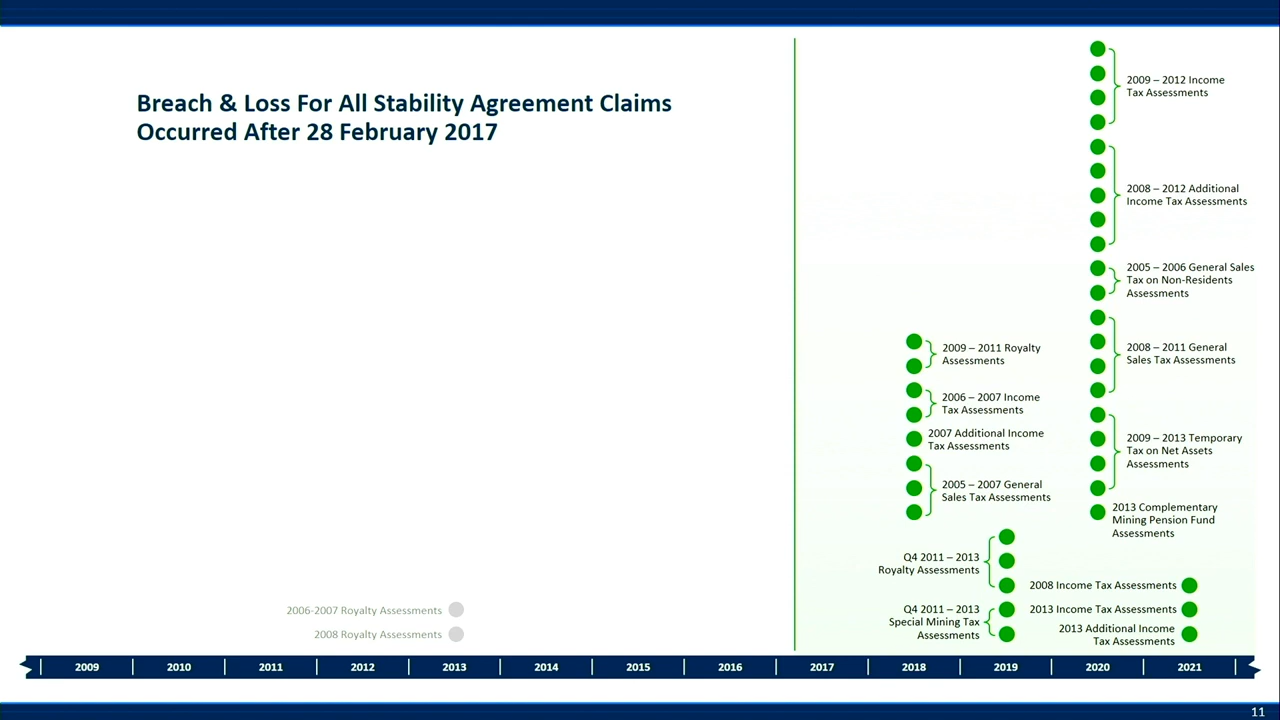 Breach & Loss For All Stability Agreement Claims
Occurred After 28 February 2017
2009 – 2012 Income
Tax Assessments
2008 – 2012 Additional
Income Tax Assessments
2005 – 2006 General Sales
Tax on Non-Residents
Assessments
2008 – 2011 General
Sales Tax Assessments
2009 – 2013 Temporary
Tax on Net Assets
Assessments
2013 Complementary
Mining Pension Fund
Assessments
2009 – 2011 Royalty
Assessments
2006 – 2007 Income
Tax Assessments
2007 Additional Income
Tax Assessments
2005 – 2007 General
Sales Tax Assessments
Q4 2011 – 2013
Royalty Assessments
Q4 2011 – 2013
Special Mining Tax
Assessments
2008 Income Tax Assessments
2013 Income Tax Assessments
2013 Additional Income
Tax Assessments
2006-2007 Royalty Assessments
2008 Royalty Assessments
2009 2010 2011 2012 2013 2014 2015 2016 2017 2018 2019 2020 2021
11